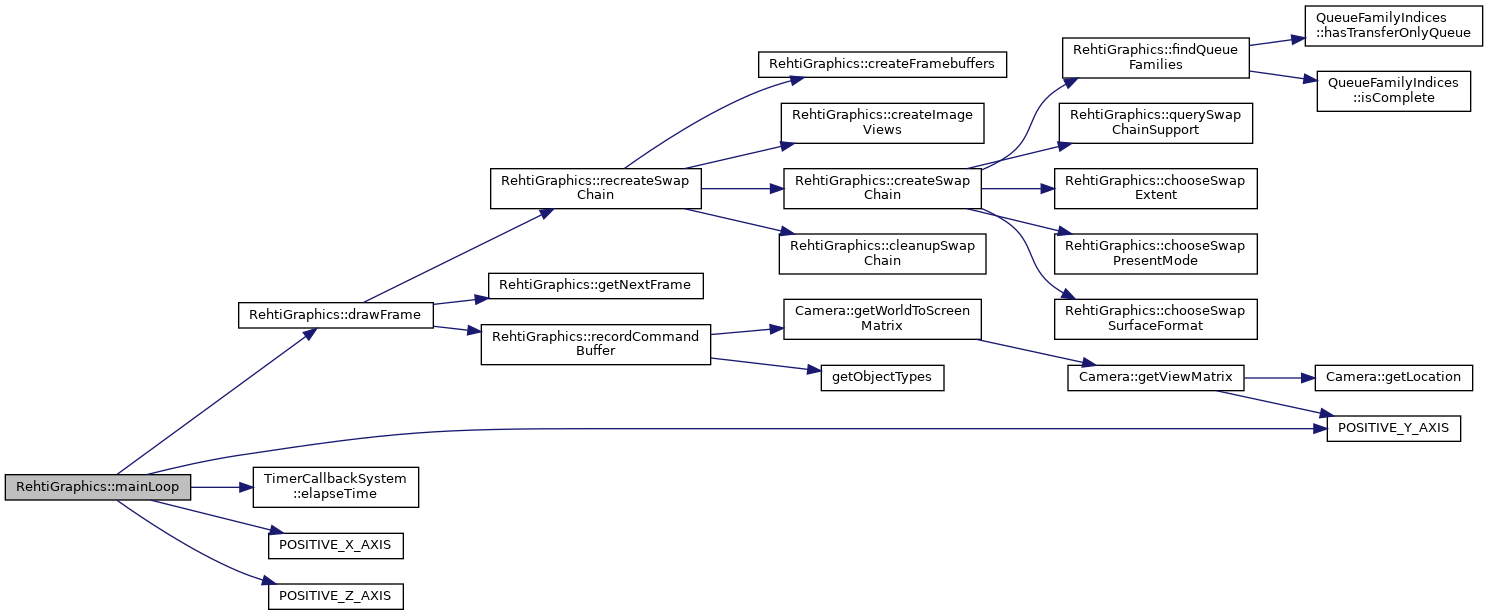 QueueFamilyIndices
::hasTransferOnlyQueue
RehtiGraphics::findQueue
Families
RehtiGraphics::createFramebuffers
QueueFamilyIndices
::isComplete
RehtiGraphics::createImage
Views
RehtiGraphics::querySwap
ChainSupport
RehtiGraphics::recreateSwap
Chain
RehtiGraphics::createSwap
Chain
RehtiGraphics::chooseSwap
Extent
RehtiGraphics::cleanupSwap
Chain
RehtiGraphics::chooseSwap
PresentMode
RehtiGraphics::getNextFrame
RehtiGraphics::drawFrame
Camera::getWorldToScreen
Matrix
RehtiGraphics::chooseSwap
SurfaceFormat
RehtiGraphics::recordCommand
Buffer
getObjectTypes
Camera::getViewMatrix
Camera::getLocation
POSITIVE_Y_AXIS
RehtiGraphics::mainLoop
TimerCallbackSystem
::elapseTime
POSITIVE_X_AXIS
POSITIVE_Z_AXIS